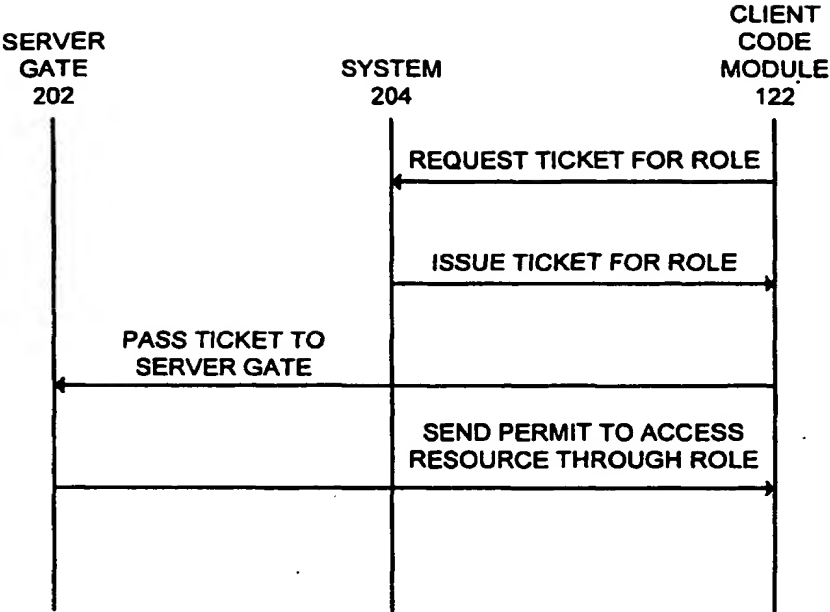 SERVER
GATE
202
SYSTEM
204
CLIENT
CODE
MODULE
122
REQUEST TICKET FOR ROLE
ISSUE TICKET FOR ROLE
PASS TICKET TO
SERVER GATE
SEND PERMIT TO ACCESS
RESOURCE THROUGH ROLE